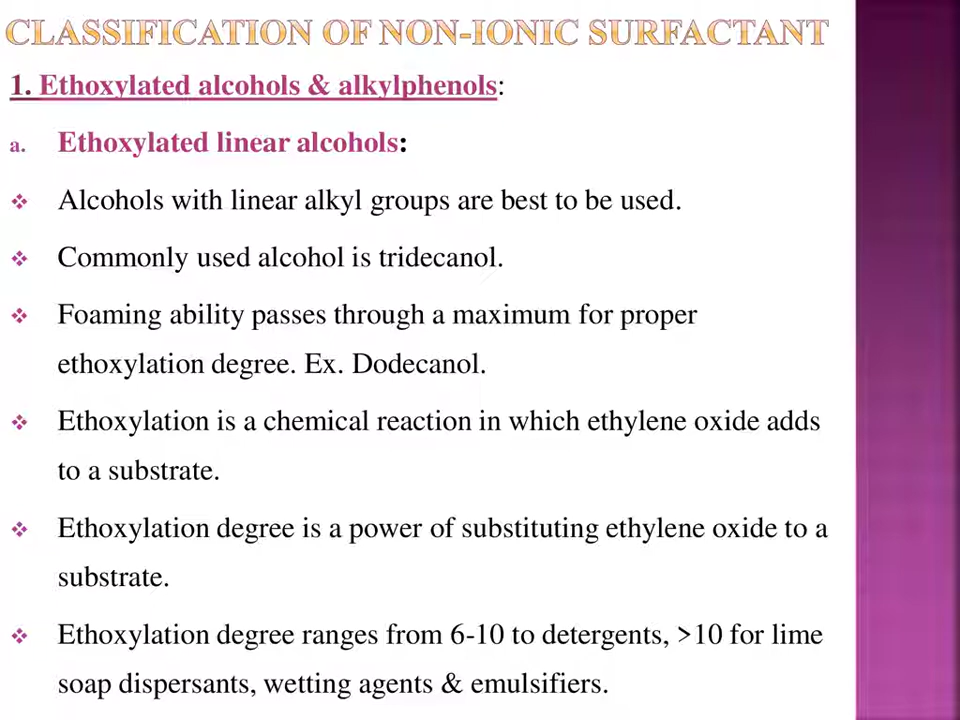 CLASSIFICATION OF NON-IONIC SURFACTANT
1. Ethoxylated alcohols & alkylphenols:
a. Ethoxylated linear alcohols:
❖ Alcohols with linear alkyl groups are best to be used.
❖ Commonly used alcohol is tridecanol.
❖ Foaming ability passes through a maximum for proper
ethoxylation degree. Ex. Dodecanol.
❖ Ethoxylation is a chemical reaction in which ethylene oxide adds
to a substrate.
❖ Ethoxylation degree is a power of substituting ethylene oxide to a
substrate.
❖ Ethoxylation degree ranges from 6-10 to detergents, >10 for lime
soap dispersants, wetting agents & emulsifiers.